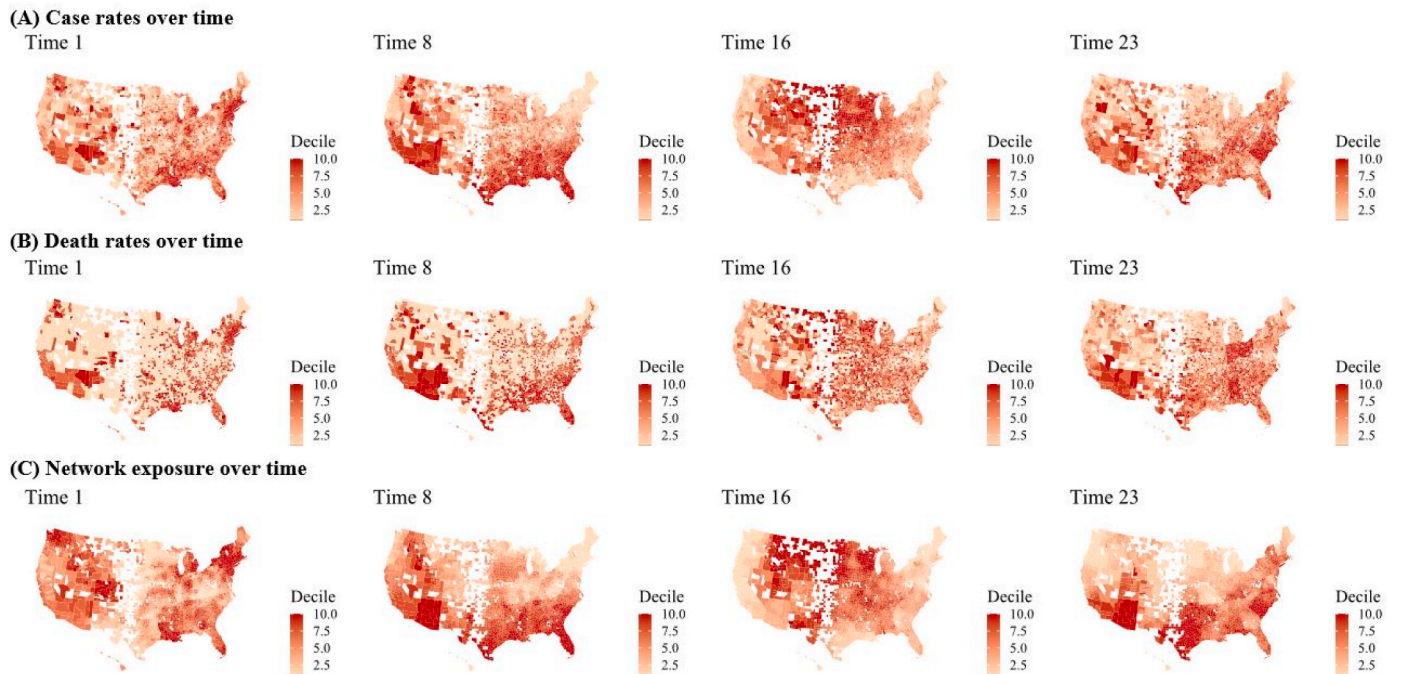 (A) Case rates over time
Time 1 Time 8 Time 16 Time 23
Decile Decile Decile Decile
10.0 10.0 10.0 10.0
7.5 7.5 7.5 7.5
5.0 5.0 5.0 5.0
2.5 2.5 2.5 2.5
(B) Death rates over time
Time 1 Time 8 Time 16 Time 23
Decile Decile Decile Decile
10.0 10.0 10.0 10.0
7.5 7.5 7.5 7.5
5.0 5.0 5.0 5.0
2.5 2.5 2.5 2.5
(C) Network exposure over time
Time 1 Time 8 Time 16 Time 23
Decile Decile Decile Decile
10.0 10.0 10.0 10.0
7.5 7.5 7.5 7.5
5.0 5.0 5.0 5.0
2.5 2.5 2.5 2.5